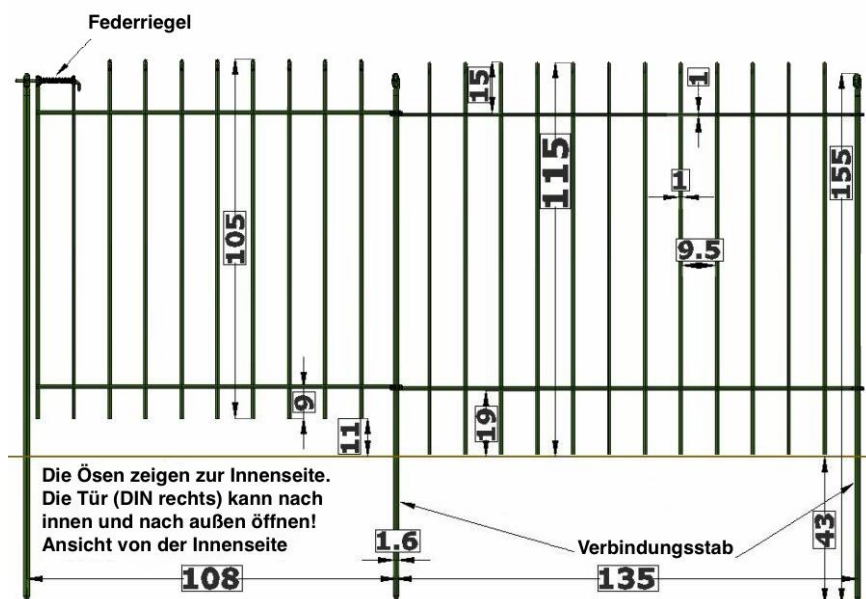 Federriegel
15
1
115
155
105
1
9.5
9
19
11
Die Ösen zeigen zur Innenseite.
Die Tür (DIN rechts) kann nach
innen und nach außen öffnen!
Ansicht von der Innenseite
1.6
Verbindungsstab
43
108
135